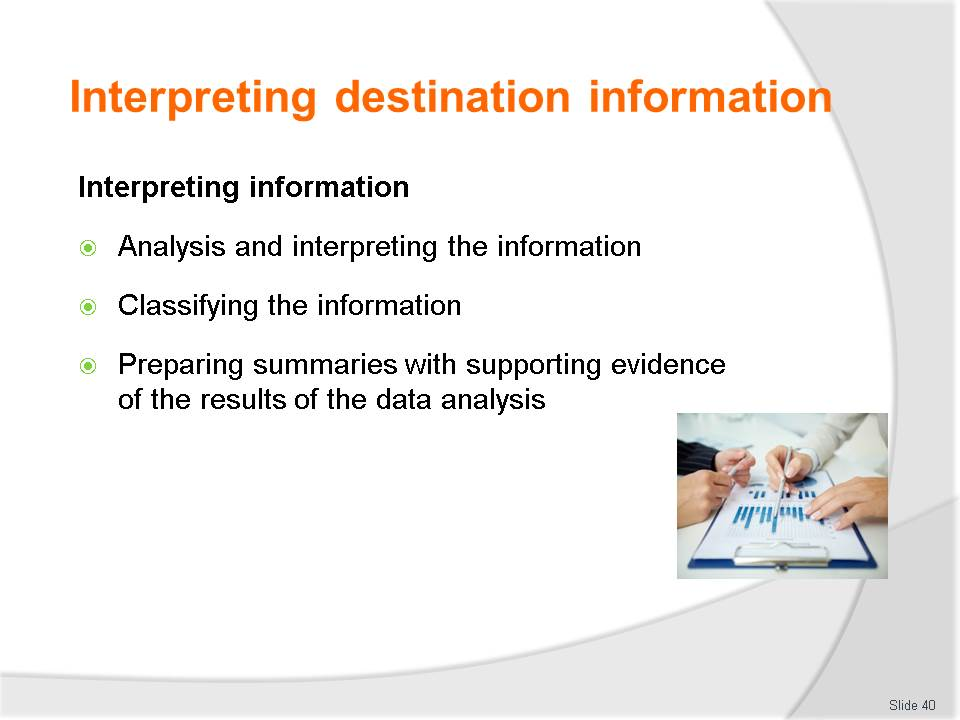 Interpreting destination information
Interpreting information
Analysis and interpreting the information
Classifying the information
Preparing summaries with supporting evidence
of the results of the data analysis
Slide 40